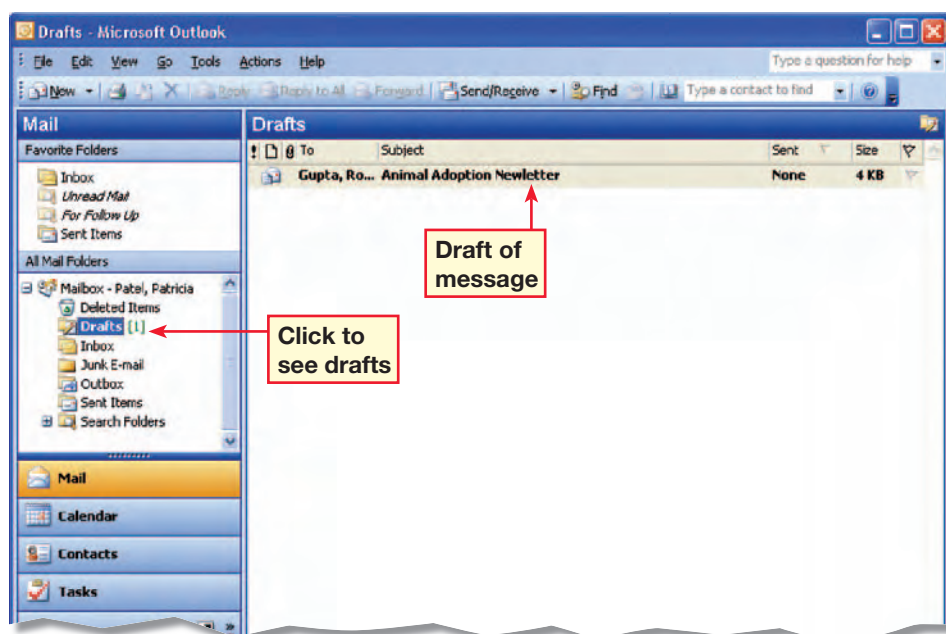 Drafts - Microsoft Outlook
File Edit View Go Tools Actions Help Type a question for help
New Reply Reply to All Forward Send/Receive Find Type a contact to find
Mail
Drafts
Favorite Folders
! To Subject Sent Size
Inbox
Gupta, Ro... Animal Adoption Newletter None 4 KB
Unread Mail
For Follow Up
Sent Items
Draft of
message
All Mail Folders
Mailbox - Patel, Patricia
Deleted Items
Drafts [1]
Click to
see drafts
Inbox
Junk E-mail
Outbox
Sent Items
Search Folders
Mail
Calendar
Contacts
Tasks